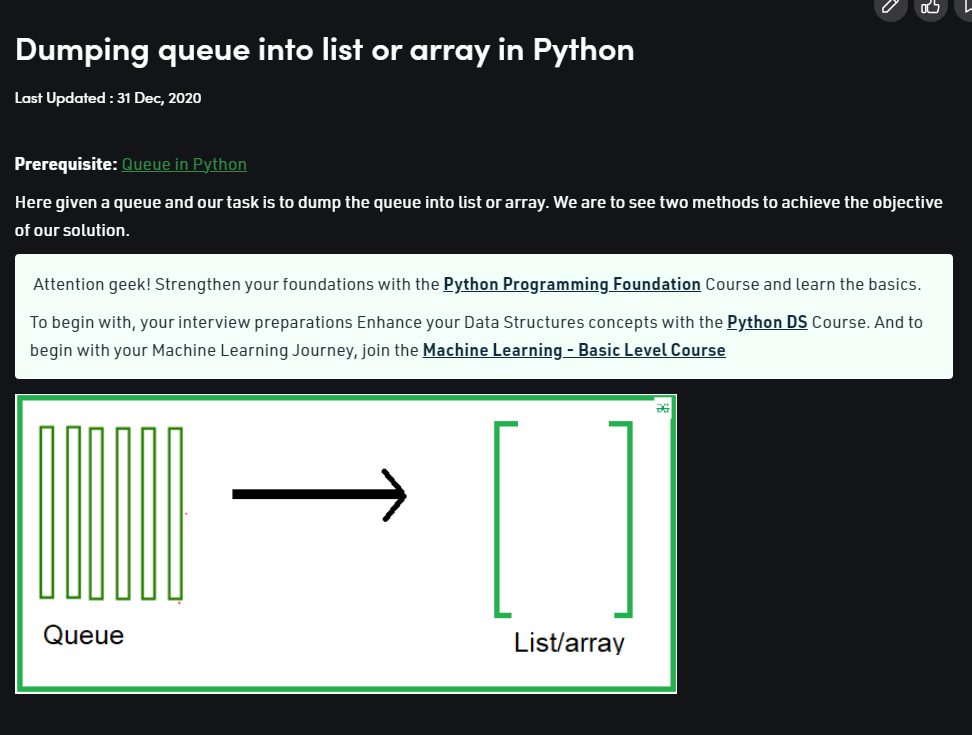 Dumping queue into list or array in Python
Last Updated : 31 Dec, 2020
Prerequisite: Queue in Python
Here given a queue and our task is to dump the queue into list or array. We are to see two methods to achieve the objective
of our solution.
Attention geek! Strengthen your foundations with the Python Programming Foundation Course and learn the basics.
To begin with, your interview preparations Enhance your Data Structures concepts with the Python DS Course. And to
begin with your Machine Learning Journey, join the Machine Learning - Basic Level Course
Queue
List/array